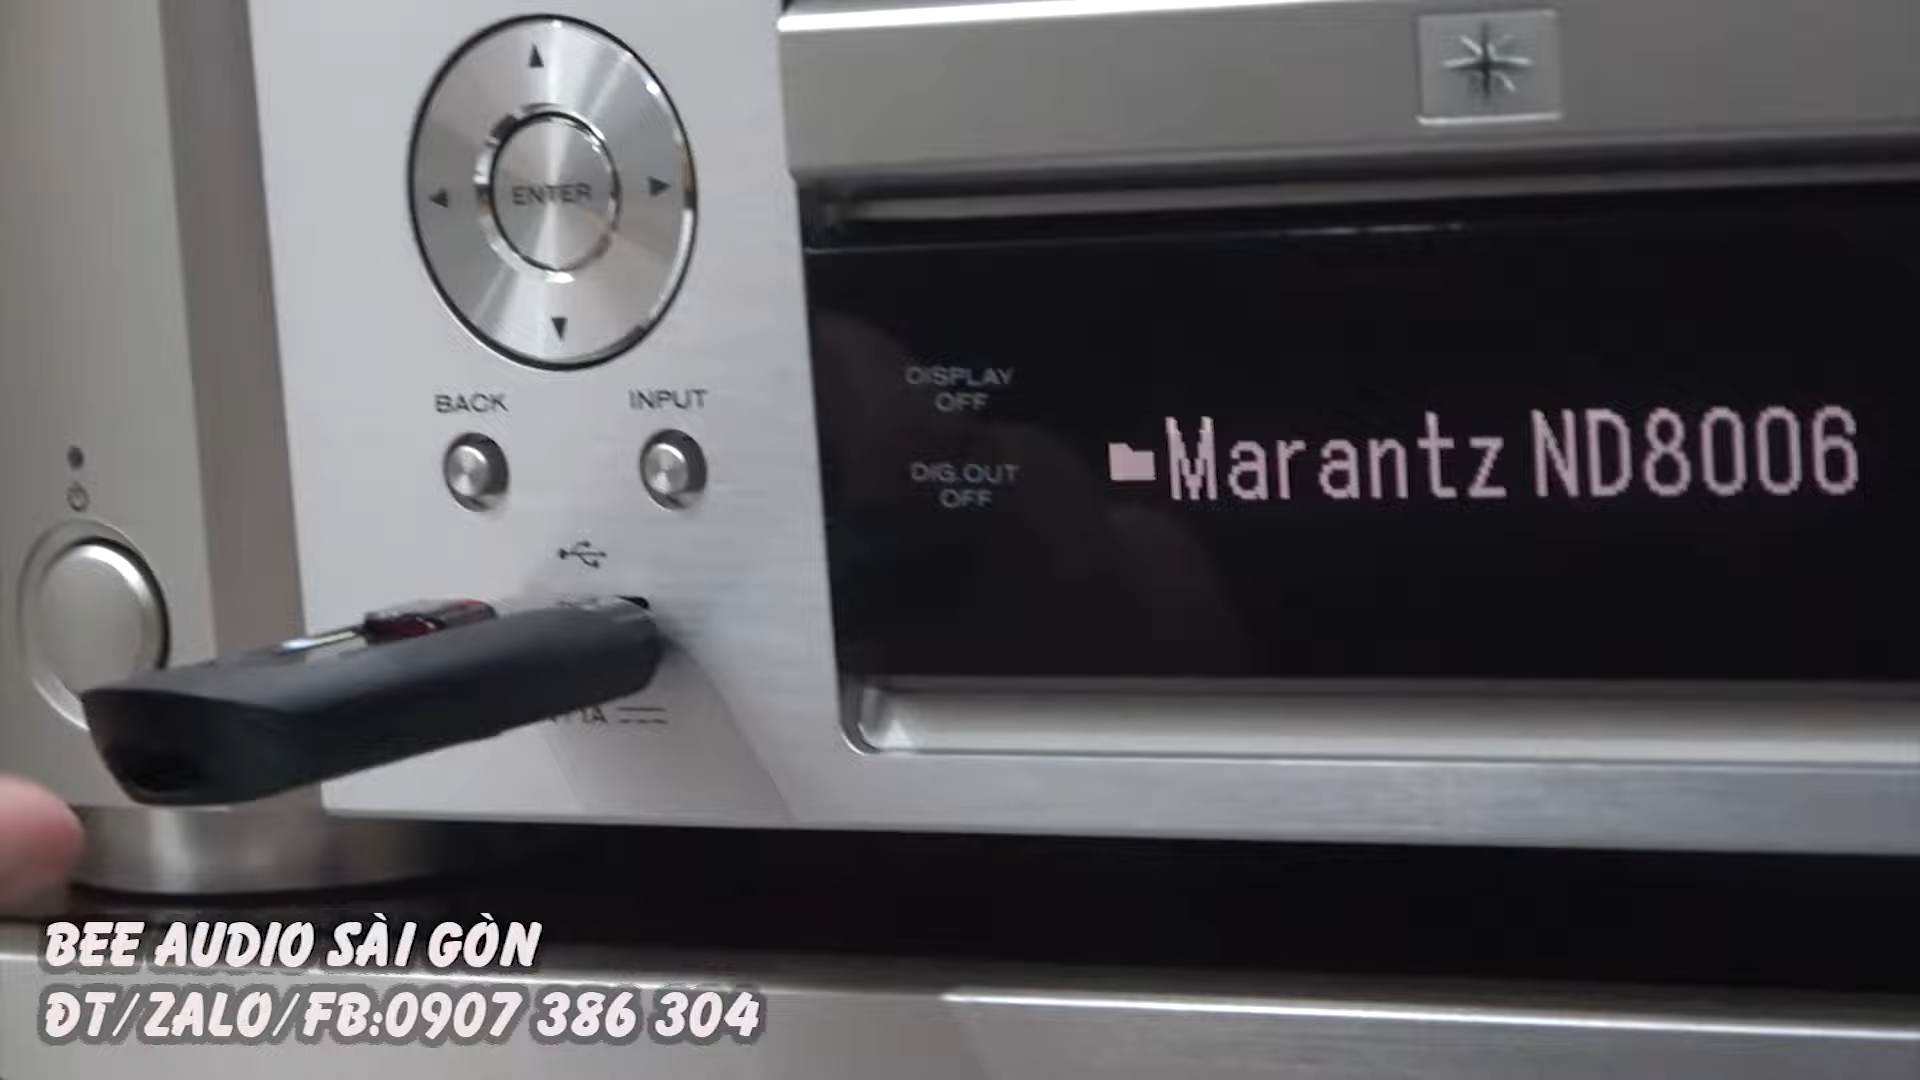 ENTER
BACK
INPUT
DISPLAY
OFF
DIG.OUT
OFF
Marantz ND8006
1A
BEE AUDIO SÀI GÒN
ĐT/ZALO/FB:0907 386 304